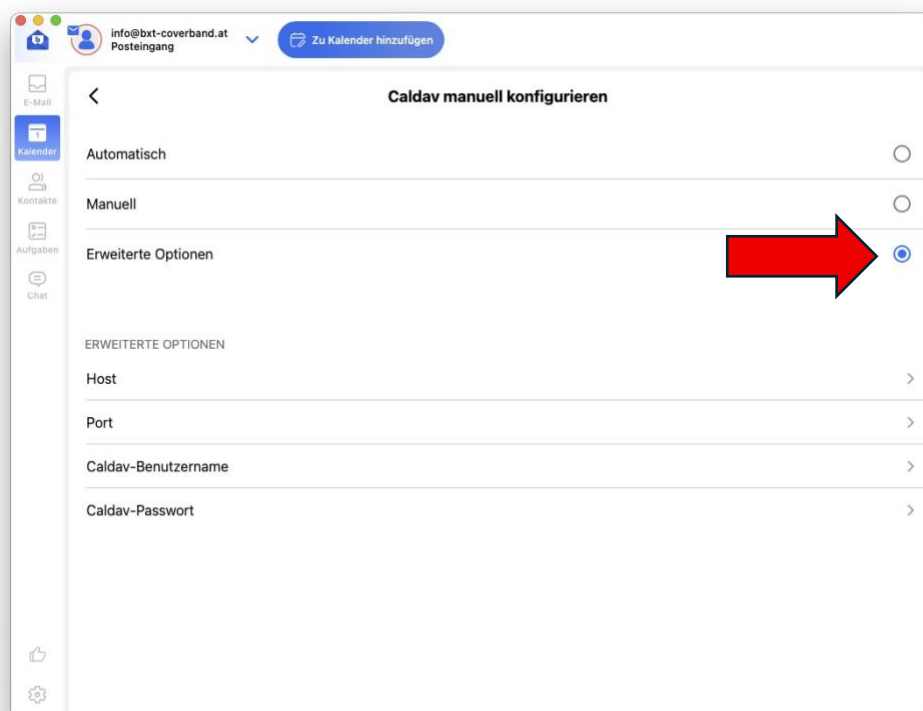 info@bxt-coverband.at
Posteingang
Zu Kalender hinzufügen
E-Mail
1
Kalender
Kontakte
Aufgaben
Chat
Caldav manuell konfigurieren
Automatisch
Manuell
Erweiterte Optionen
ERWEITERTE OPTIONEN
Host
Port
Caldav-Benutzername
Caldav-Passwort